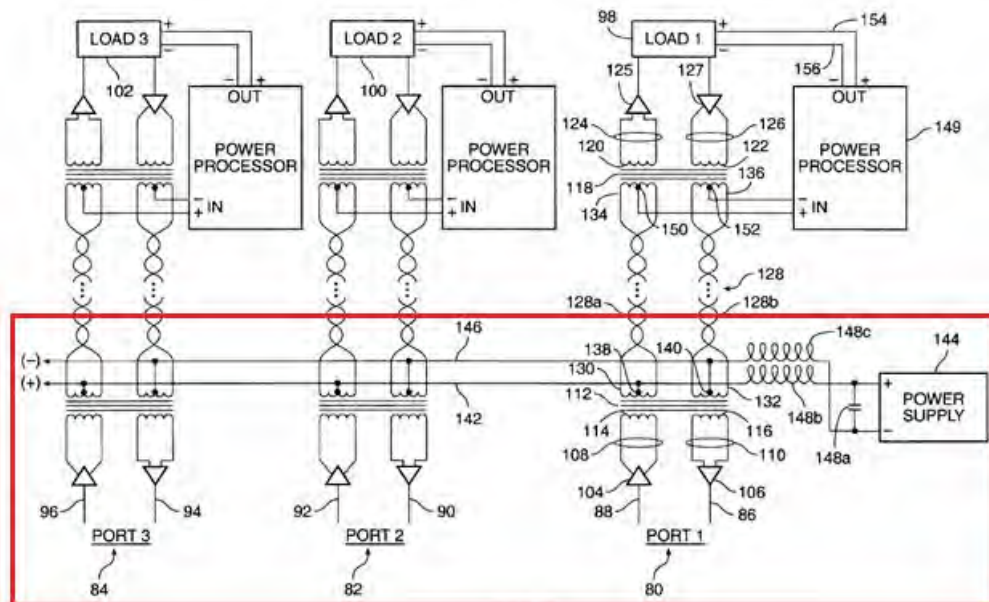 LOAD 3 + − 102 − + OUT POWER PROCESSOR − + IN
LOAD 2 + − 100 − + OUT POWER PROCESSOR − + IN
98 LOAD 1 + − 154 156 − + OUT 149 POWER PROCESSOR − + IN
125 127
124 126
120 122
118 136
134 150 152
128
128a 128b
146 148c
(−) 138 140 144
(+) 130 132 + POWER SUPPLY −
142 112 148b
114 116 148a
108 110
104 106
96 94 92 90 88 86
PORT 3 PORT 2 PORT 1
84 82 80